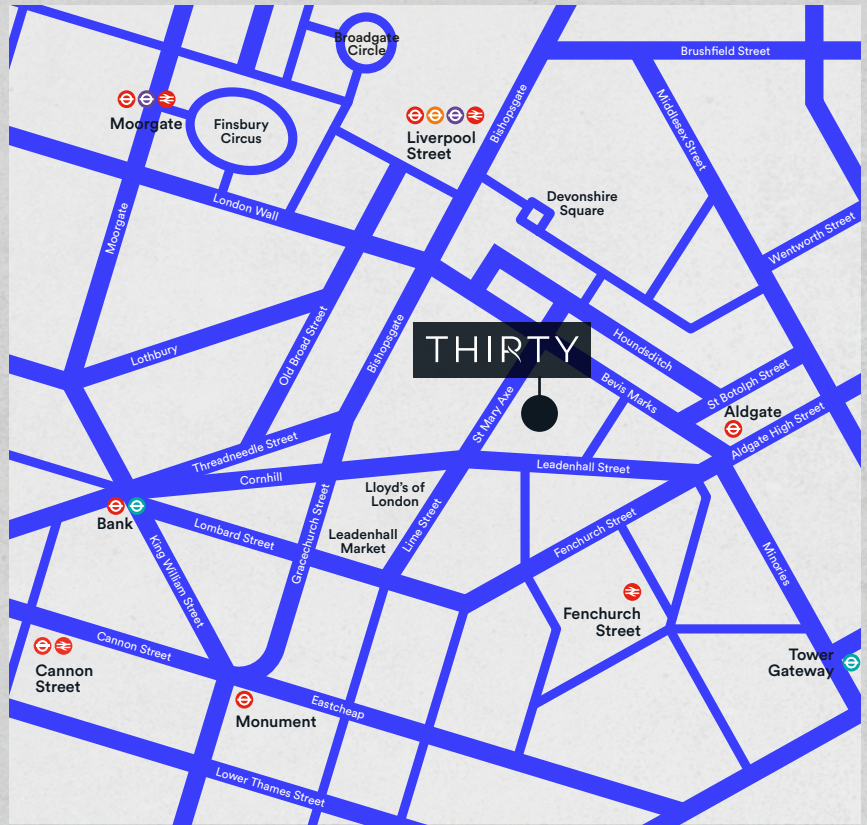 Broadgate
Circle
Brushfield Street
Moorgate
Finsbury
Circus
Liverpool
Street
Bishopsgate
Middlesex Street
Devonshire
Square
London Wall
Moorgate
Wentworth Street
Lothbury
Old Broad Street
Bishopsgate
THIRTY
Houndsditch
Bevis Marks
St Botolph Street
St Mary Axe
Aldgate
Aldgate High Street
Threadneedle Street
Cornhill
Leadenhall Street
Lloyd's of
London
Bank
Lombard Street
Gracechurch Street
Leadenhall
Market
Lime Street
Fenchurch Street
King William Street
Minories
Fenchurch
Street
Cannon Street
Cannon
Street
Tower
Gateway
Monument
Eastcheap
Lower Thames Street